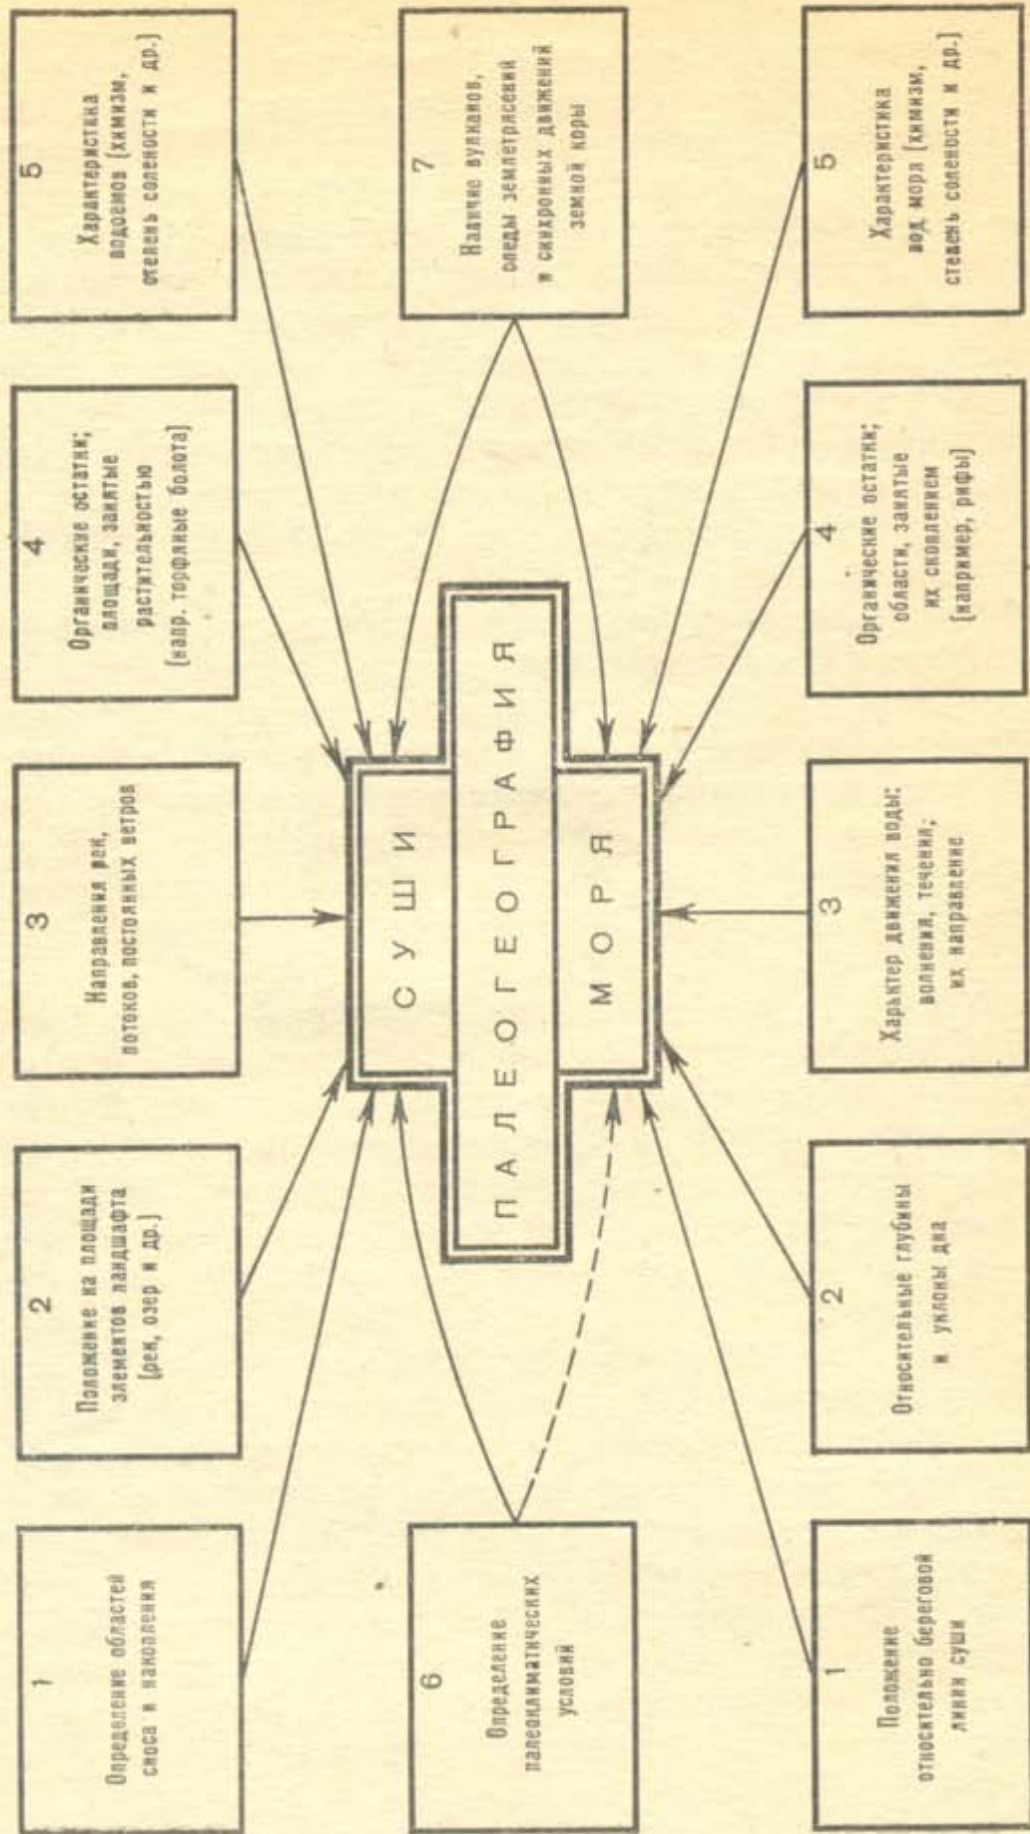 1
Определение областей
сноса и накопления
2
Положение на площади
элементов ландшафта
(рек, озер и др.)
3
Направления рек,
потоков, постоянных ветров
4
Органические остатки;
площади, занятые
растительностью
(напр. торфяные болота)
5
Характеристика
водоемов (химизм,
степень солености и др.)
6
Определение
палеоклиматических
условий
СУШИ
ПАЛЕОГЕОГРАФИЯ
МОРЯ
7
Наличие вулканов,
следы землетрясений
и синхронных движений
земной коры
1
Положение
относительно береговой
линии суши
2
Относительные глубины
и уклоны дна
3
Характер движения воды:
волнения, течения;
их направление
4
Органические остатки;
области, занятые
их скоплением
(например, рифы)
5
Характеристика
вод моря (химизм,
степень солености и др.)